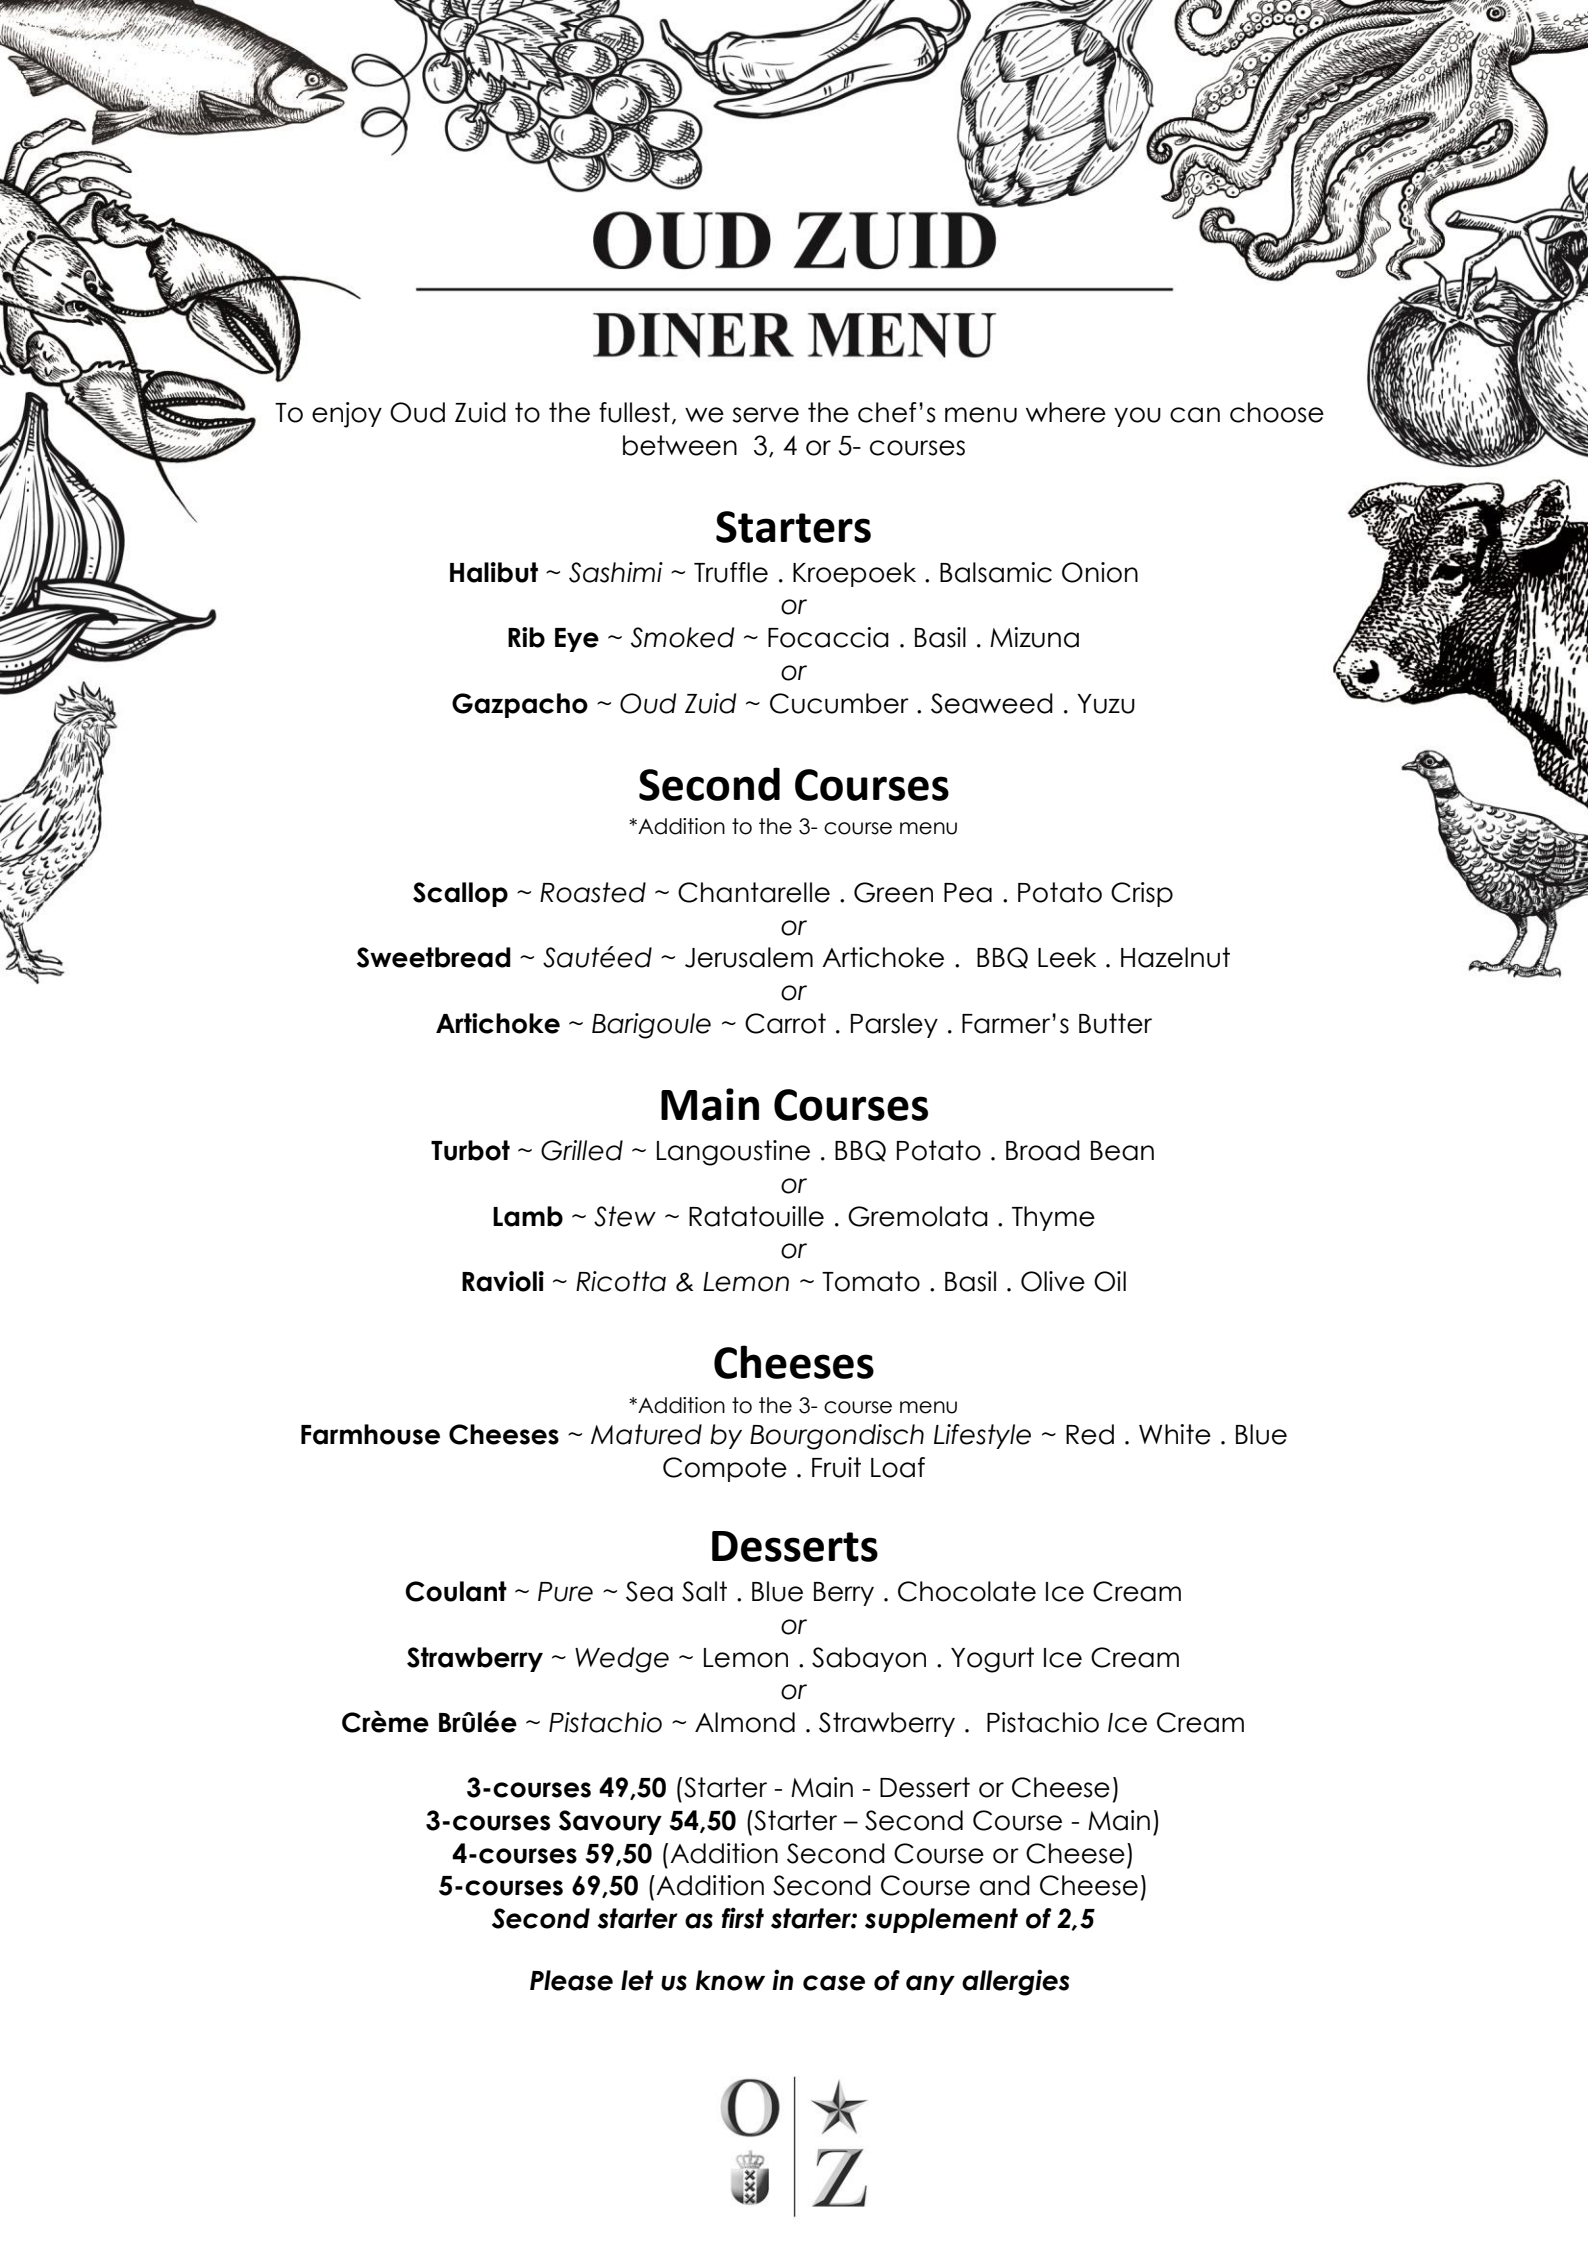 OUD ZUID
DINER MENU
To enjoy Oud Zuid to the fullest, we serve the chef’s menu where you can choose
between  3, 4 or 5- courses
Starters
Halibut ~ Sashimi ~ Truffle . Kroepoek . Balsamic Onion
or
Rib Eye ~ Smoked ~ Focaccia . Basil . Mizuna
or
Gazpacho ~ Oud Zuid ~ Cucumber . Seaweed . Yuzu
Second Courses
*Addition to the 3- course menu
Scallop ~ Roasted ~ Chantarelle . Green Pea . Potato Crisp
or
Sweetbread ~ Sautéed ~ Jerusalem Artichoke .  BBQ Leek . Hazelnut
or
Artichoke ~ Barigoule ~ Carrot . Parsley . Farmer’s Butter
Main Courses
Turbot ~ Grilled ~ Langoustine . BBQ Potato . Broad Bean
or
Lamb ~ Stew ~ Ratatouille . Gremolata . Thyme
or
Ravioli ~ Ricotta & Lemon ~ Tomato . Basil . Olive Oil
Cheeses
*Addition to the 3- course menu
Farmhouse Cheeses ~ Matured by Bourgondisch Lifestyle ~ Red . White . Blue
Compote . Fruit Loaf
Desserts
Coulant ~ Pure ~ Sea Salt . Blue Berry . Chocolate Ice Cream
or
Strawberry ~ Wedge ~ Lemon . Sabayon . Yogurt Ice Cream
or
Crème Brûlée ~ Pistachio ~ Almond . Strawberry .  Pistachio Ice Cream
3-courses 49,50 (Starter - Main - Dessert or Cheese)
3-courses Savoury 54,50 (Starter – Second Course - Main)
4-courses 59,50 (Addition Second Course or Cheese)
5-courses 69,50 (Addition Second Course and Cheese)
Second starter as first starter: supplement of 2,5
Please let us know in case of any allergies
O
Z